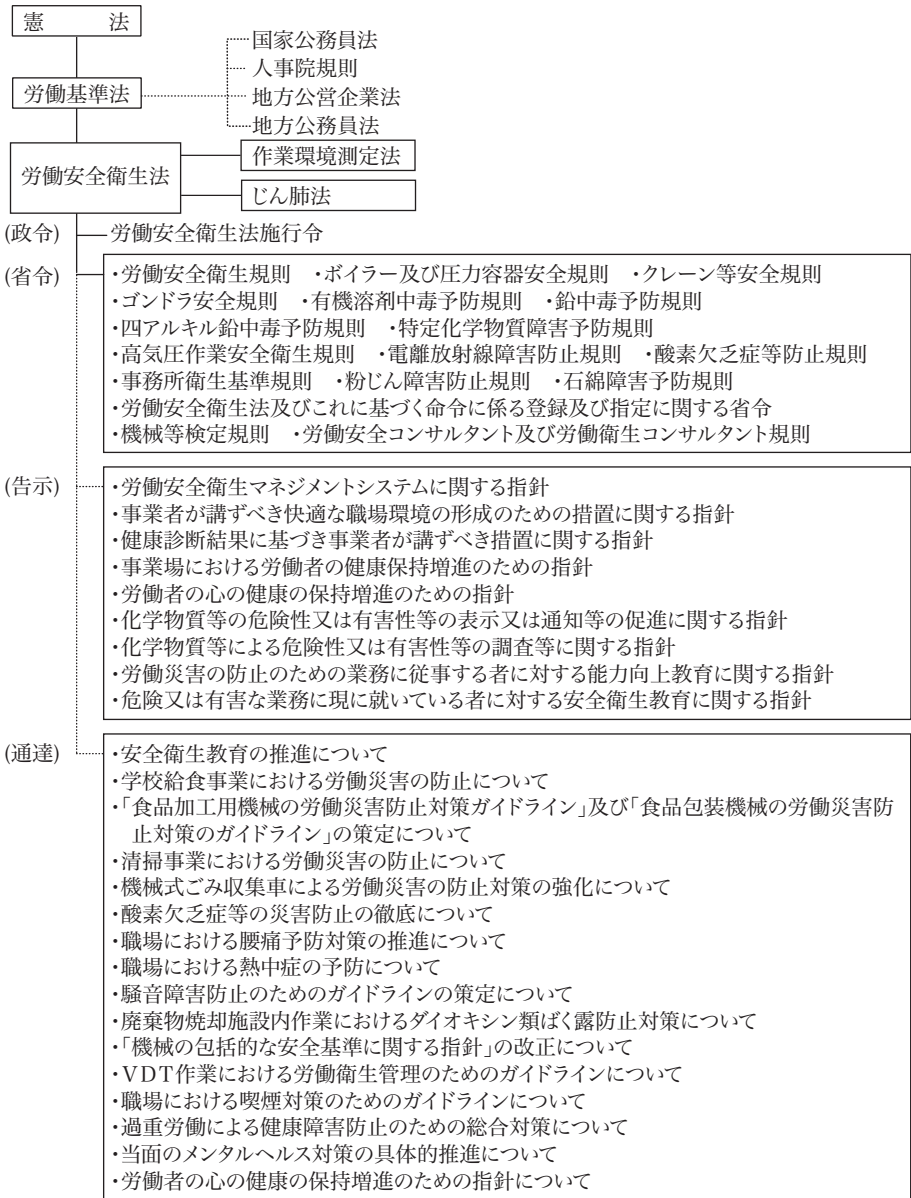 憲　　法
国家公務員法
人事院規則
労働基準法
地方公営企業法
地方公務員法
作業環境測定法
労働安全衛生法
じん肺法
(政令)
労働安全衛生法施行令
(省令)
・労働安全衛生規則　・ボイラー及び圧力容器安全規則　・クレーン等安全規則
・ゴンドラ安全規則　・有機溶剤中毒予防規則　・鉛中毒予防規則
・四アルキル鉛中毒予防規則　・特定化学物質障害予防規則
・高気圧作業安全衛生規則　・電離放射線障害防止規則　・酸素欠乏症等防止規則
・事務所衛生基準規則　・粉じん障害防止規則　・石綿障害予防規則
・労働安全衛生法及びこれに基づく命令に係る登録及び指定に関する省令
・機械等検定規則　・労働安全コンサルタント及び労働衛生コンサルタント規則
(告示)
・労働安全衛生マネジメントシステムに関する指針
・事業者が講ずべき快適な職場環境の形成のための措置に関する指針
・健康診断結果に基づき事業者が講ずべき措置に関する指針
・事業場における労働者の健康保持増進のための指針
・労働者の心の健康の保持増進のための指針
・化学物質等の危険性又は有害性等の表示又は通知等の促進に関する指針
・化学物質等による危険性又は有害性等の調査等に関する指針
・労働災害の防止のための業務に従事する者に対する能力向上教育に関する指針
・危険又は有害な業務に現に就いている者に対する安全衛生教育に関する指針
(通達)
・安全衛生教育の推進について
・学校給食事業における労働災害の防止について
・「食品加工用機械の労働災害防止対策ガイドライン」及び「食品包装機械の労働災害防
止対策のガイドライン」の策定について
・清掃事業における労働災害の防止について
・機械式ごみ収集車による労働災害の防止対策の強化について
・酸素欠乏症等の災害防止の徹底について
・職場における腰痛予防対策の推進について
・職場における熱中症の予防について
・騒音障害防止のためのガイドラインの策定について
・廃棄物焼却施設内作業におけるダイオキシン類ばく露防止対策について
・「機械の包括的な安全基準に関する指針」の改正について
・VDT作業における労働衛生管理のためのガイドラインについて
・職場における喫煙対策のためのガイドラインについて
・過重労働による健康障害防止のための総合対策について
・当面のメンタルヘルス対策の具体的推進について
・労働者の心の健康の保持増進のための指針について